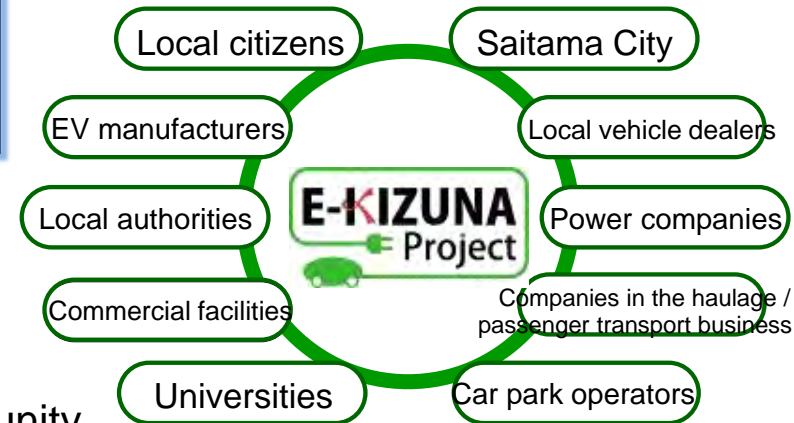 Local citizens
Saitama City
EV manufacturers
Local vehicle dealers
E-KIZUNA
Project
Local authorities
Power companies
Commercial facilities
Companies in the haulage /
passenger transport business
Universities
Car park operators